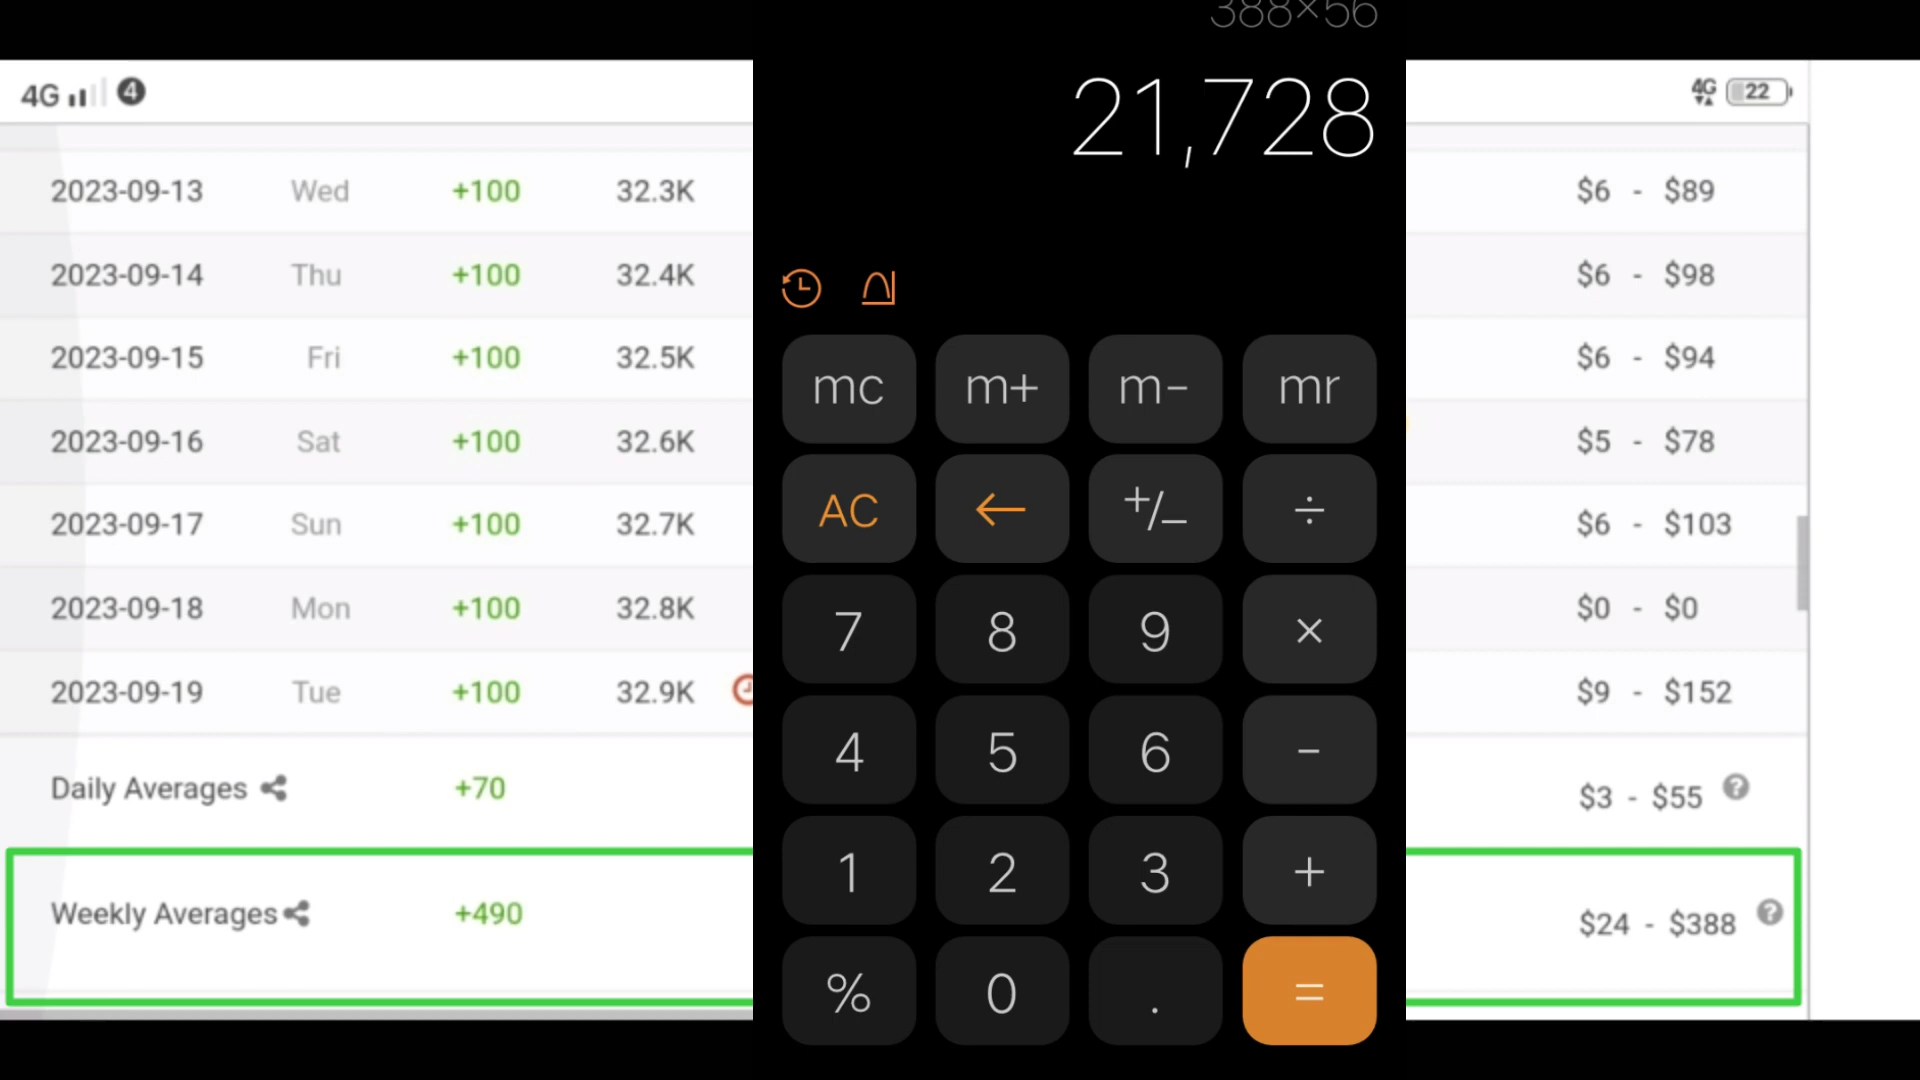 388×56
21,728
4G 4
4G 22
2023-09-13 Wed +100 32.3K $6 - $89
2023-09-14 Thu +100 32.4K $6 - $98
2023-09-15 Fri +100 32.5K $6 - $94
2023-09-16 Sat +100 32.6K $5 - $78
2023-09-17 Sun +100 32.7K $6 - $103
2023-09-18 Mon +100 32.8K $0 - $0
2023-09-19 Tue +100 32.9K $9 - $152
Daily Averages +70 $3 - $55 ?
Weekly Averages +490 $24 - $388 ?
mc m+ m- mr
AC ← +/- ÷
7 8 9 ×
4 5 6 -
1 2 3 +
% 0 . =